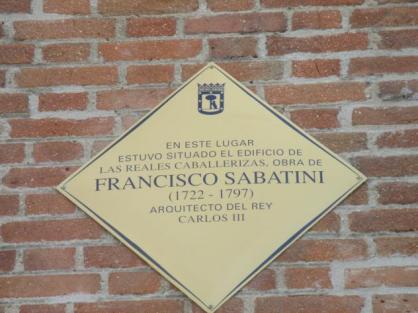 EN ESTE LUGAR
ESTUVO SITUADO EL EDIFICIO DE
LAS REALES CABALLERIZAS, OBRA DE
FRANCISCO SABATINI
(1722 - 1797)
ARQUITECTO DEL REY
CARLOS III